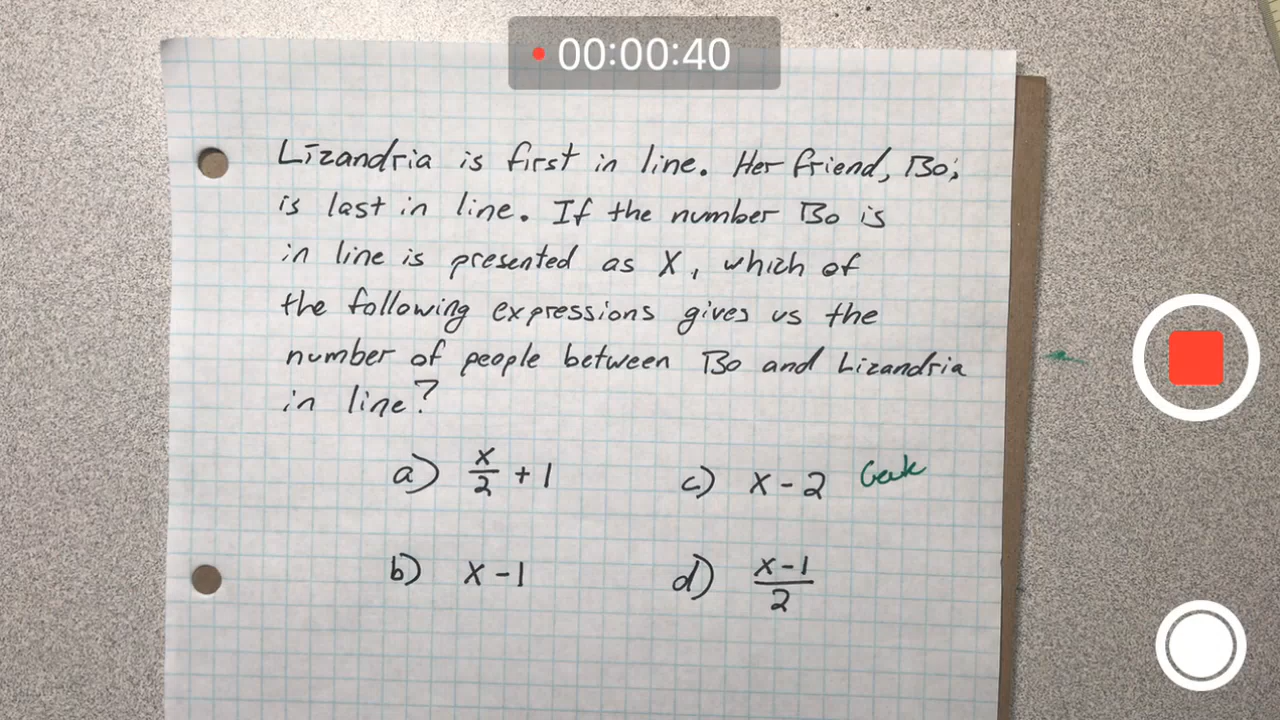 00:00:40
Lizandria is first in line. Her friend, Bo,
is last in line. If the number Bo is
in line is presented as X, which of
the following expressions gives us the
number of people between Bo and Lizandria
in line?
a) x/2 + 1
c) x - 2
b) x - 1
d) x - 1 / 2